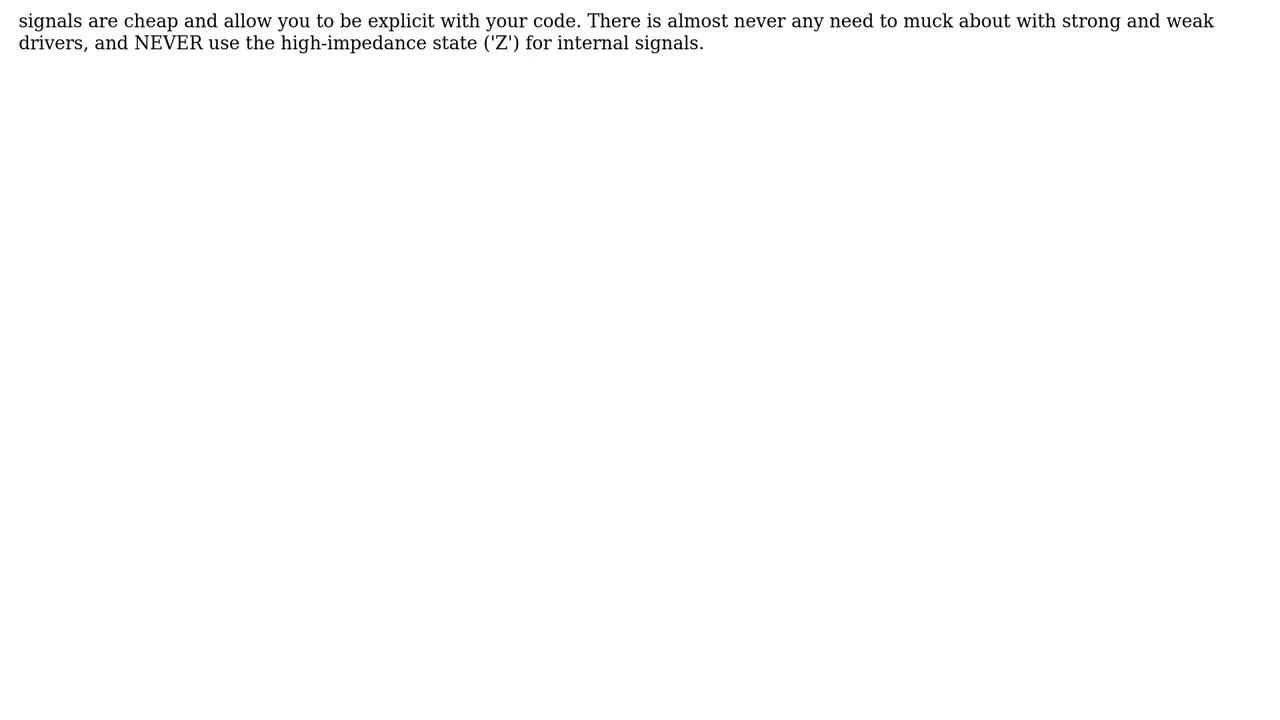 signals are cheap and allow you to be explicit with your code. There is almost never any need to muck about with strong and weak
drivers, and NEVER use the high-impedance state ('Z') for internal signals.